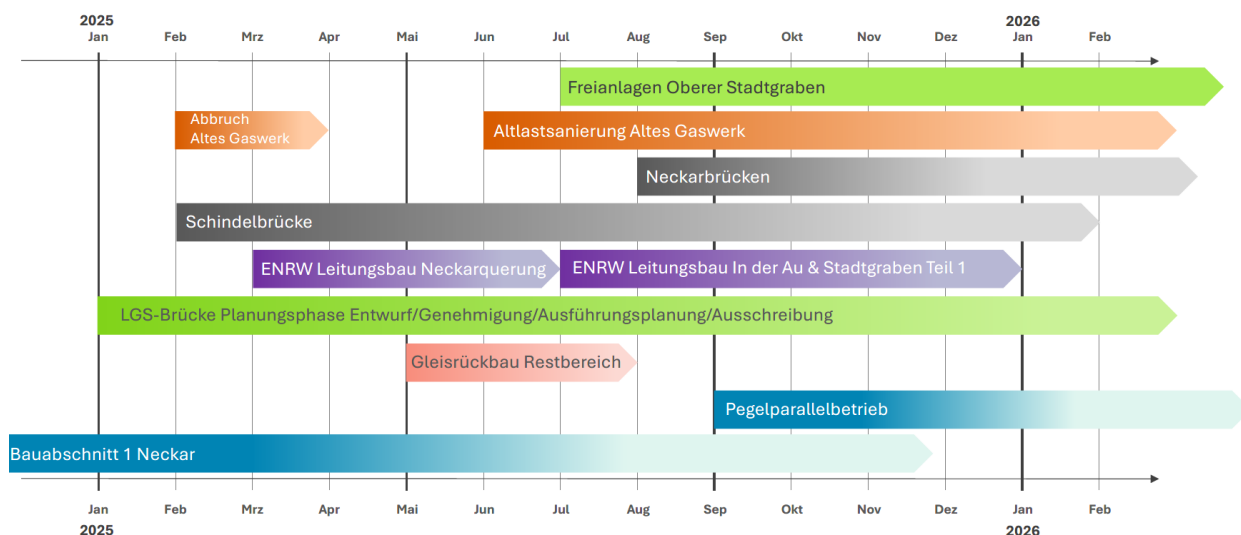 2025 2026
Jan Feb Mrz Apr Mai Jun Jul Aug Sep Okt Nov Dez Jan Feb
Freianlagen Oberer Stadtgraben
Abbruch
Altes Gaswerk
Altlastsanierung Altes Gaswerk
Neckarbrücken
Schindelbrücke
ENRW Leitungsbau Neckarquerung
ENRW Leitungsbau In der Au & Stadtgraben Teil 1
LGS-Brücke Planungsphase Entwurf/Genehmigung/Ausführungsplanung/Ausschreibung
Gleisrückbau Restbereich
Pegelparallelbetrieb
Bauabschnitt 1 Neckar
Jan Feb Mrz Apr Mai Jun Jul Aug Sep Okt Nov Dez Jan Feb
2025 2026